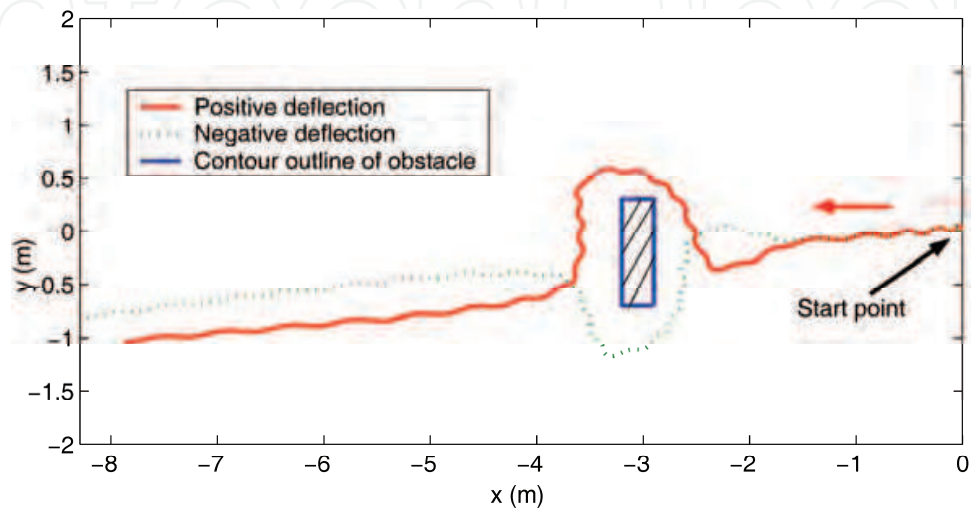 2
1.5
1
0.5
0
−0.5
−1
−1.5
−2
y (m)
Positive deflection
Negative deflection
Contour outline of obstacle
Start point
−8 −7 −6 −5 −4 −3 −2 −1 0
x (m)